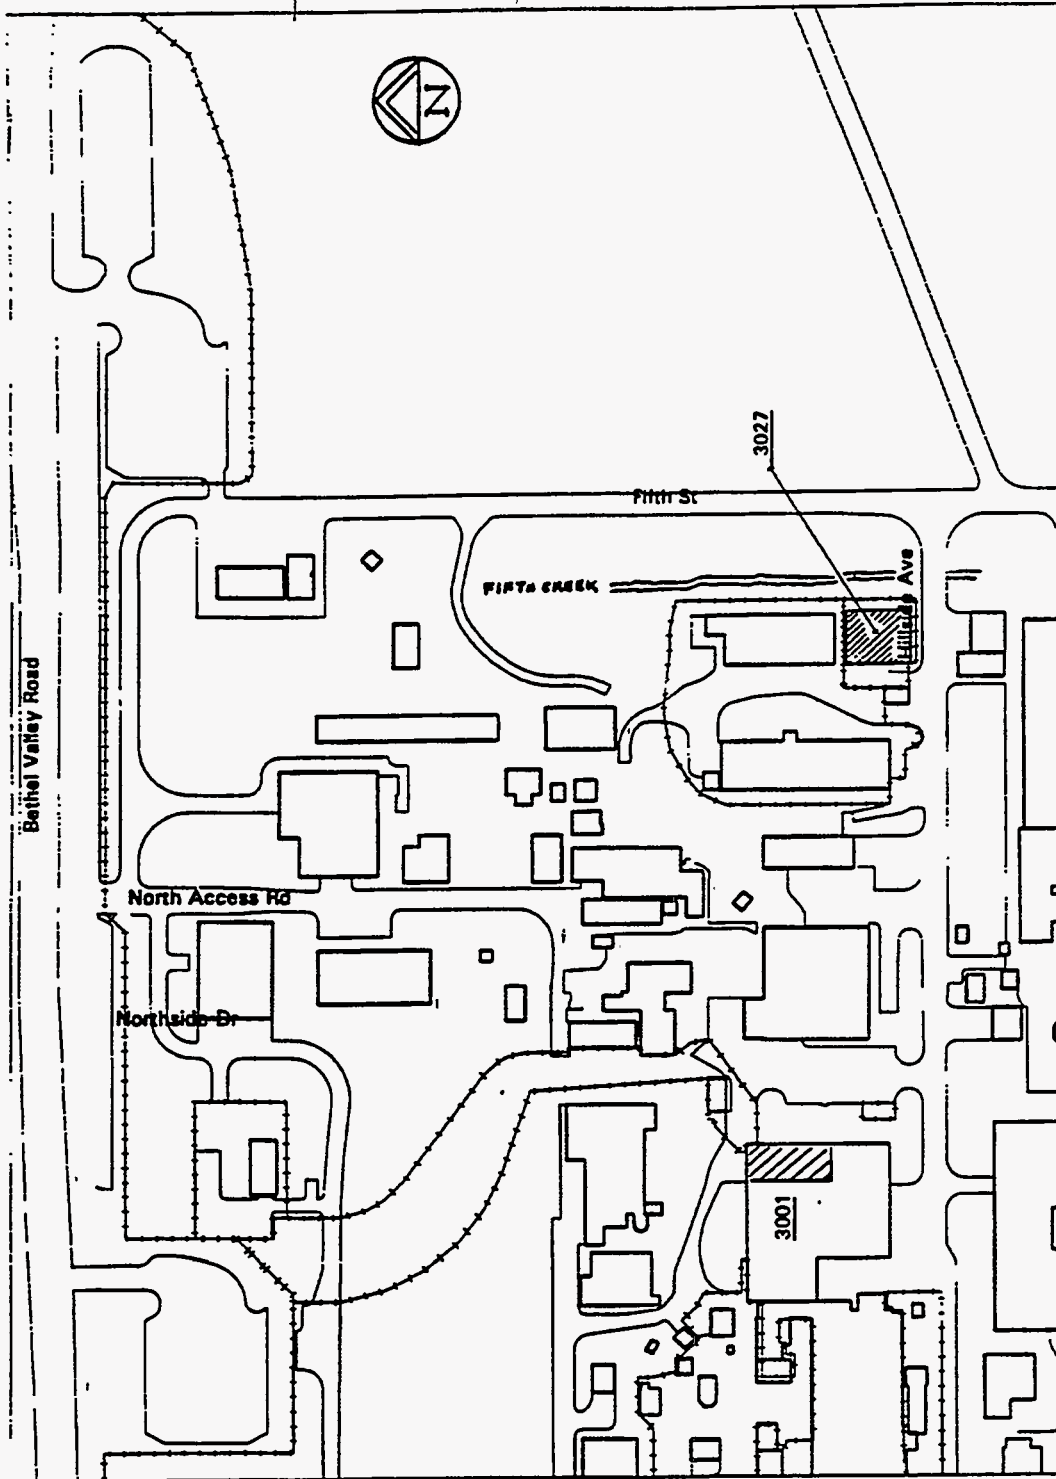 N
3027
Fifth St
FIFTH CREEK
Hillside Ave
Bethel Valley Road
North Access Rd
Northside Dr
3001